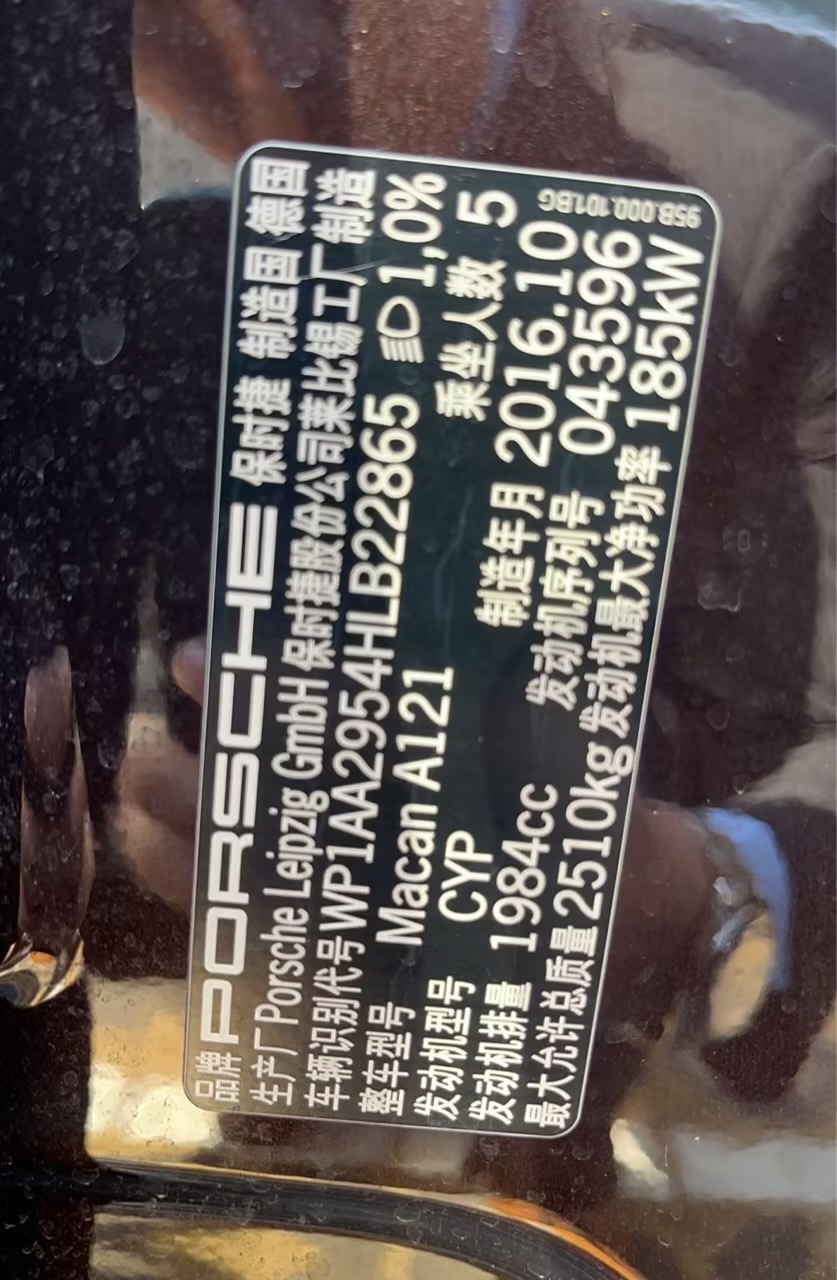 品牌 PORSCHE 保时捷 制造国 德国
生产厂 Porsche Leipzig GmbH 保时捷股份公司莱比锡工厂制造
车辆识别代号 WP1AA2954HLB22865 1,0%
整车型号 Macan A121 乘坐人数 5
发动机型号 CYP 制造年月 2016.10
发动机排量 1984cc 发动机序列号 043596
最大允许总质量 2510kg 发动机最大净功率 185kW
95B.000.101BG